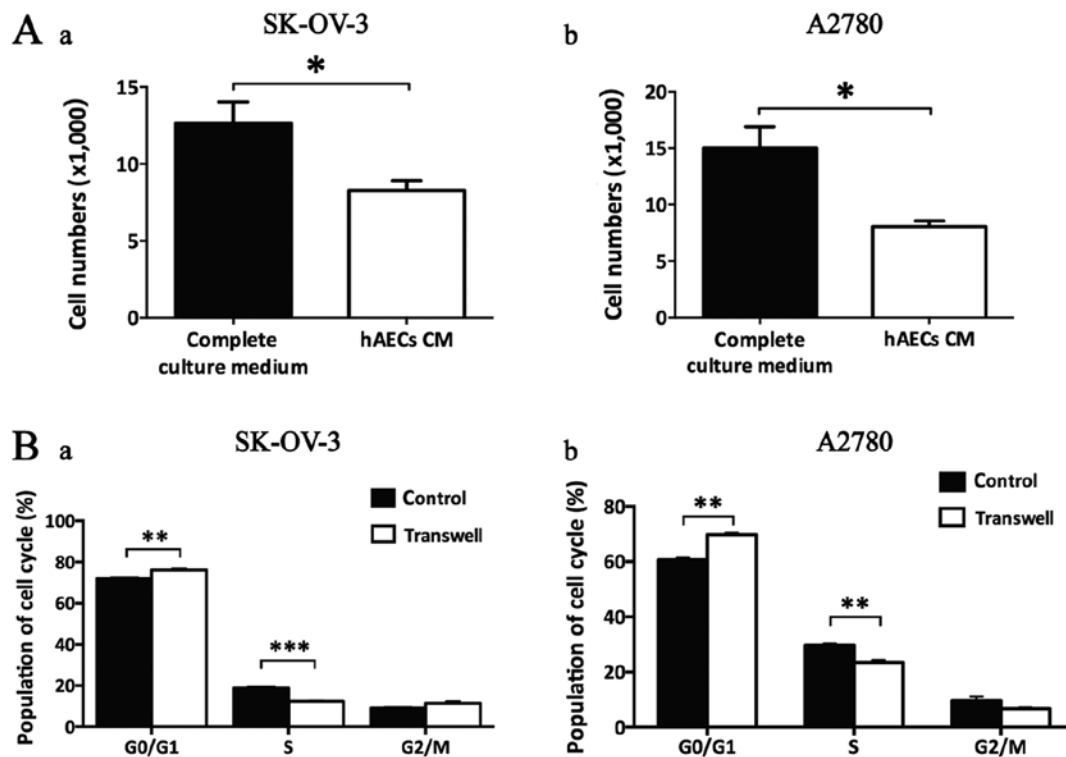 A a SK-OV-3
*
Cell numbers (x1,000)
15
10
5
0
Complete
culture medium
hAECs CM
b A2780
*
Cell numbers (x1,000)
20
15
10
5
0
Complete
culture medium
hAECs CM
B a SK-OV-3
Control
Transwell
Population of cell cycle (%)
100
80
60
40
20
0
**
***
G0/G1 S G2/M
b A2780
Control
Transwell
Population of cell cycle (%)
80
60
40
20
0
**
**
G0/G1 S G2/M